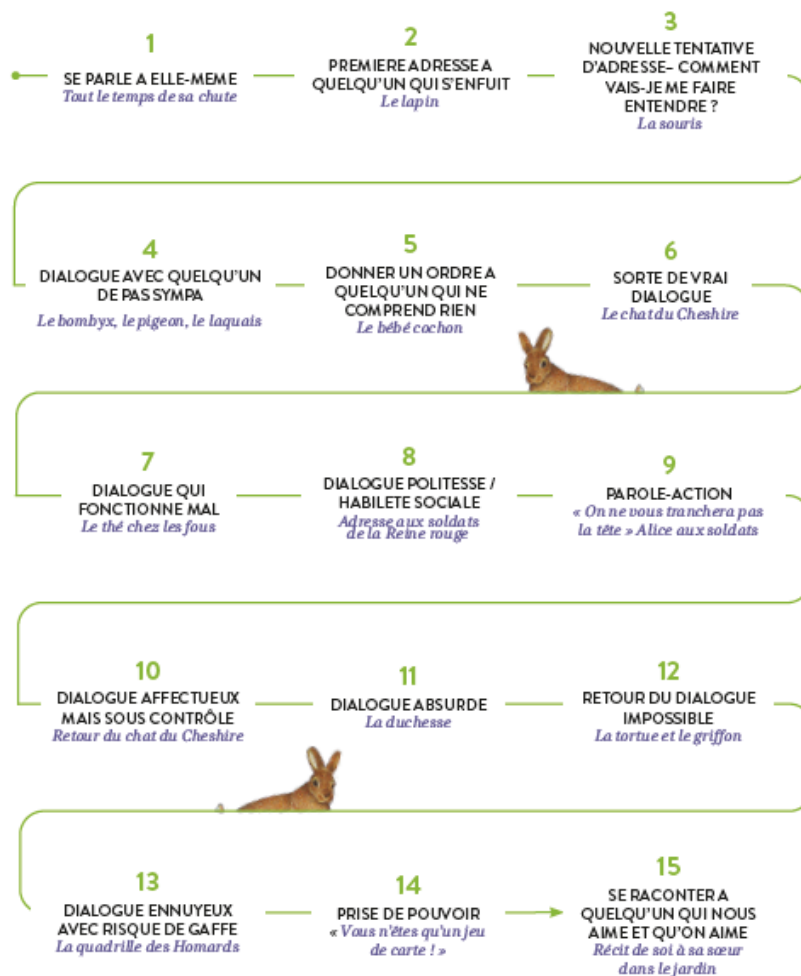 1
SE PARLE A ELLE-MEME
Tout le temps de sa chute
2
PREMIERE ADRESSE A
QUELQU'UN QUI S'ENFUIT
Le lapin
3
NOUVELLE TENTATIVE
D'ADRESSE– COMMENT
VAIS-JE ME FAIRE
ENTENDRE ?
La souris
4
DIALOGUE AVEC QUELQU'UN
DE PAS SYMPA
Le bombyx, le pigeon, le laquais
5
DONNER UN ORDRE A
QUELQU'UN QUI NE
COMPREND RIEN
Le bébé cochon
6
SORTE DE VRAI
DIALOGUE
Le chat du Cheshire
7
DIALOGUE QUI
FONCTIONNE MAL
Le thé chez les fous
8
DIALOGUE POLITESSE /
HABILETE SOCIALE
Adresse aux soldats
de la Reine rouge
9
PAROLE-ACTION
« On ne vous tranchera pas
la tête » Alice aux soldats
10
DIALOGUE AFFECTUEUX
MAIS SOUS CONTRÔLE
Retour du chat du Cheshire
11
DIALOGUE ABSURDE
La duchesse
12
RETOUR DU DIALOGUE
IMPOSSIBLE
La tortue et le griffon
13
DIALOGUE ENNUYEUX
AVEC RISQUE DE GAFFE
La quadrille des Homards
14
PRISE DE POUVOIR
« Vous n'êtes qu'un jeu
de carte ! »
15
SE RACONTER A
QUELQU'UN QUI NOUS
AIME ET QU'ON AIME
Récit de soi à sa sœur
dans le jardin